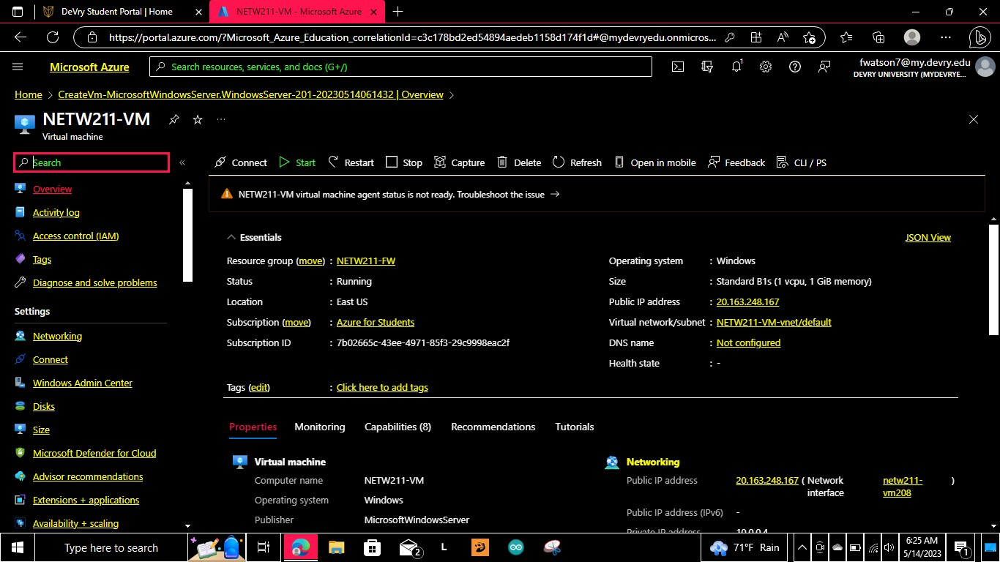 DeVry Student Portal | Home
NETW211-VM - Microsoft Azure
https://portal.azure.com/?Microsoft_Azure_Education_correlationId=c3c178bd2ed54894aedeb1158d174f1d#@mydevryedu.onmicros...
Microsoft Azure
Search resources, services, and docs (G+/)
1
fwatson7@my.devry.edu
DEVRY UNIVERSITY (MYDEVRYE...
Home > CreateVm-MicrosoftWindowsServer.WindowsServer-201-20230514061432 | Overview >
NETW211-VM
Virtual machine
Search
Connect Start Restart Stop Capture Delete Refresh Open in mobile Feedback CLI / PS
NETW211-VM virtual machine agent status is not ready. Troubleshoot the issue →
Overview
Activity log
Access control (IAM)
Tags
Diagnose and solve problems
Settings
Networking
Connect
Windows Admin Center
Disks
Size
Microsoft Defender for Cloud
Advisor recommendations
Extensions + applications
Availability + scaling
Essentials
JSON View
Resource group (move) : NETW211-FW
Status : Running
Location : East US
Subscription (move) : Azure for Students
Subscription ID : 7b02665c-43ee-4971-85f3-29c9998eac2f
Operating system : Windows
Size : Standard B1s (1 vcpu, 1 GiB memory)
Public IP address : 20.163.248.167
Virtual network/subnet : NETW211-VM-vnet/default
DNS name : Not configured
Health state : -
Tags (edit) : Click here to add tags
Properties Monitoring Capabilities (8) Recommendations Tutorials
Virtual machine
Computer name NETW211-VM
Operating system Windows
Publisher MicrosoftWindowsServer
Networking
Public IP address 20.163.248.167 ( Network interface netw211-vm208 )
Public IP address (IPv6) -
Private IP address 10.0.0.4
Type here to search
2
L
71°F Rain
6:25 AM
5/14/2023
1